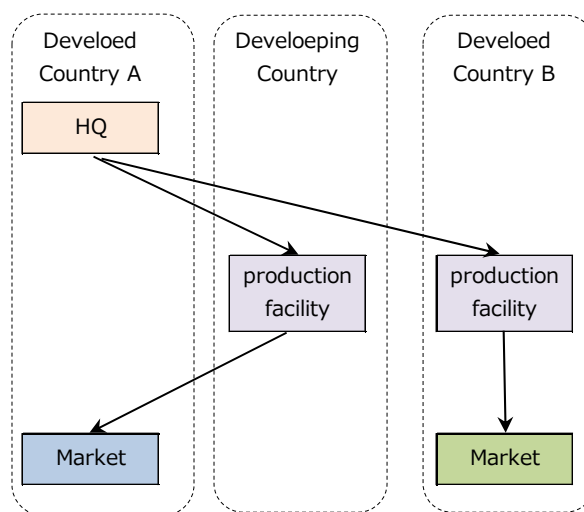 Develoed
Country A
Develoeping
Country
Develoed
Country B
HQ
production
facility
production
facility
Market
Market